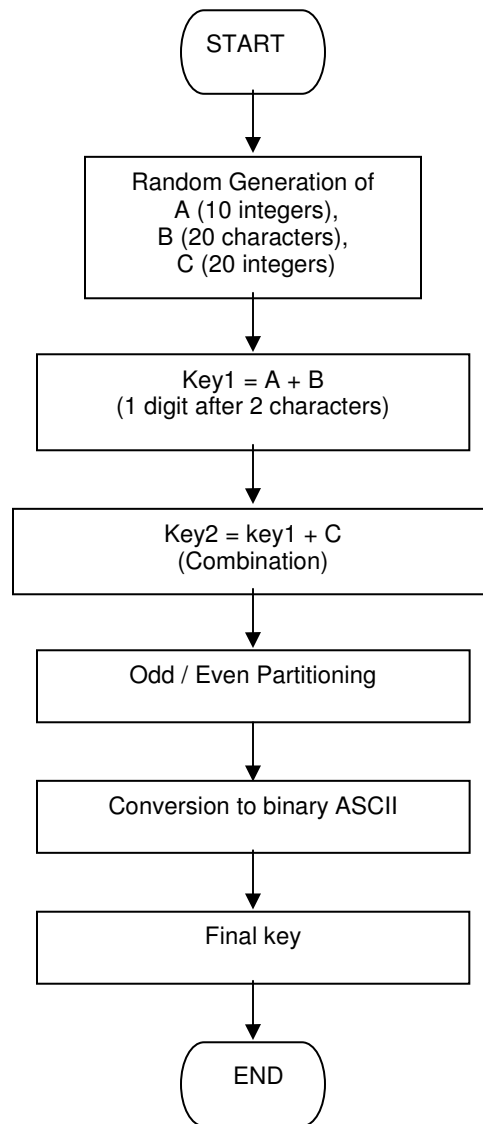 START
Random Generation of
A (10 integers),
B (20 characters),
C (20 integers)
Key1 = A + B
(1 digit after 2 characters)
Key2 = key1 + C
(Combination)
Odd / Even Partitioning
Conversion to binary ASCII
Final key
END